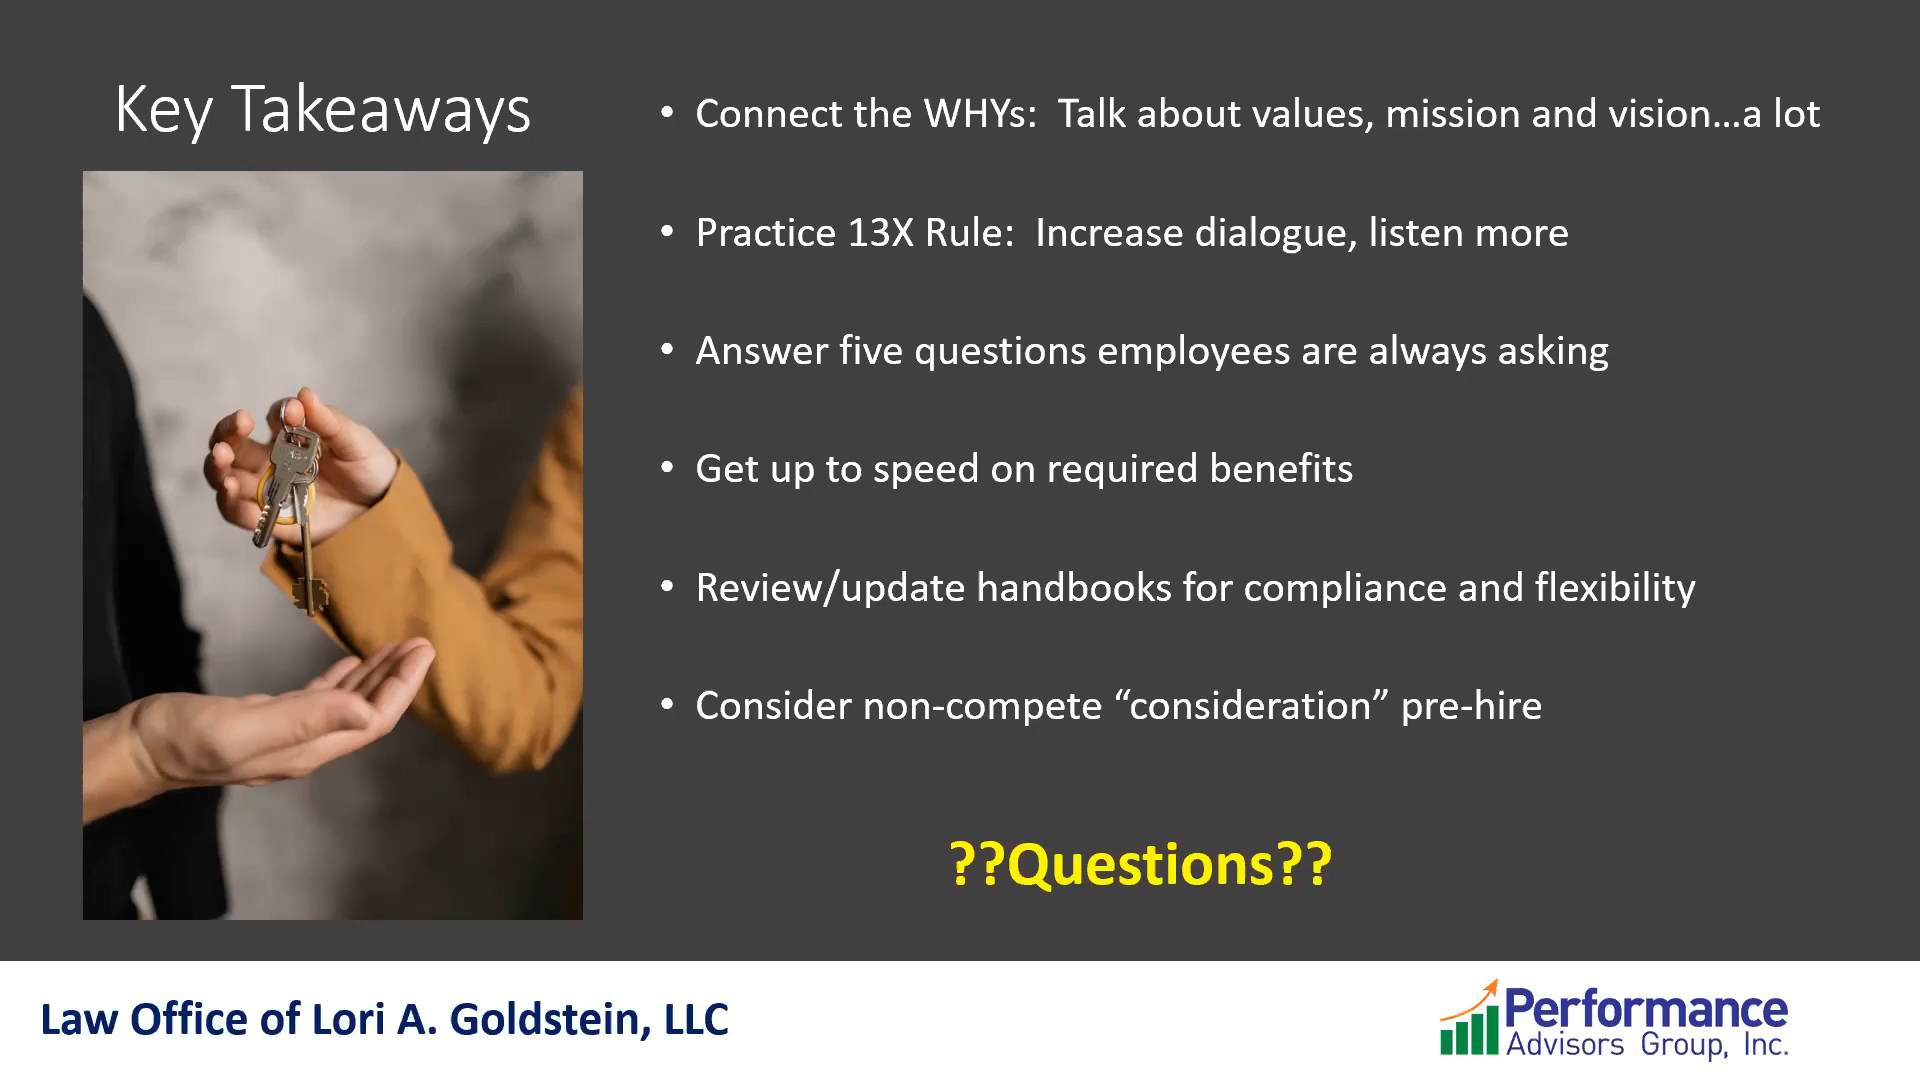 Key Takeaways
• Connect the WHYs:  Talk about values, mission and vision…a lot
• Practice 13X Rule:  Increase dialogue, listen more
• Answer five questions employees are always asking
• Get up to speed on required benefits
• Review/update handbooks for compliance and flexibility
• Consider non-compete “consideration” pre-hire
??Questions??
Law Office of Lori A. Goldstein, LLC
Performance
Advisors Group, Inc.